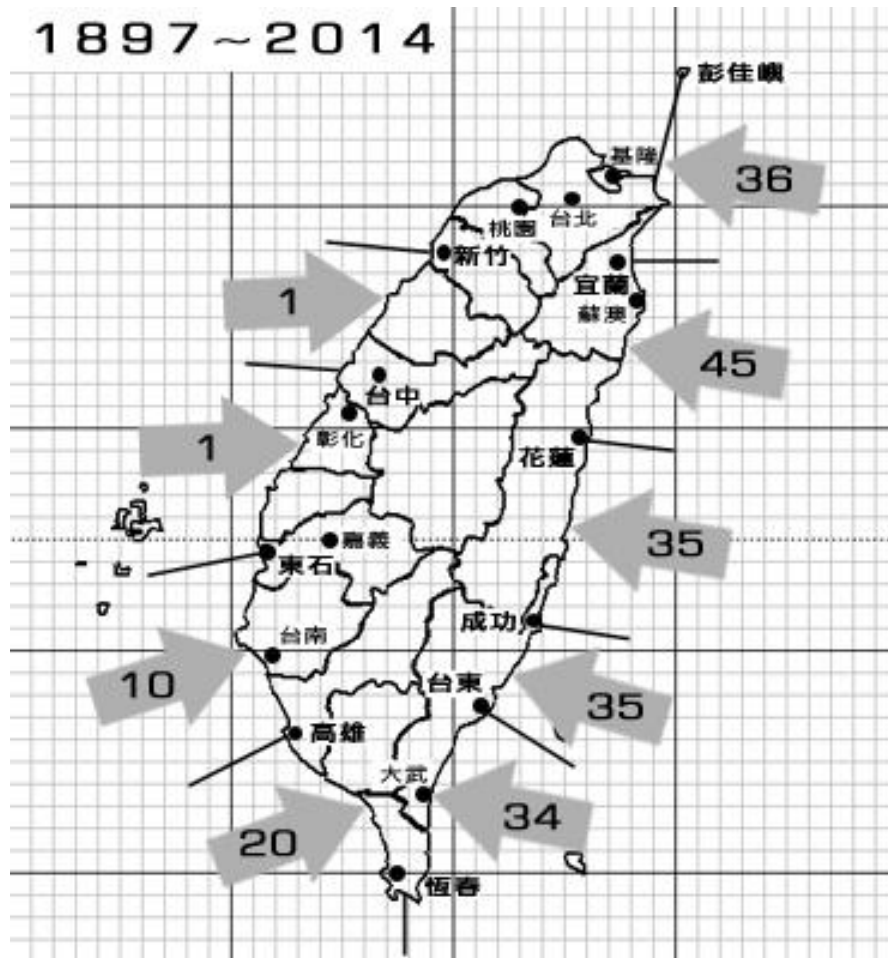 1897～2014
彭佳嶼
基隆
36
台北
桃園
新竹
宜蘭
蘇澳
1
45
台中
彰化
1
花蓮
嘉義
35
東石
成功
台南
10
台東
35
高雄
大武
34
20
恆春